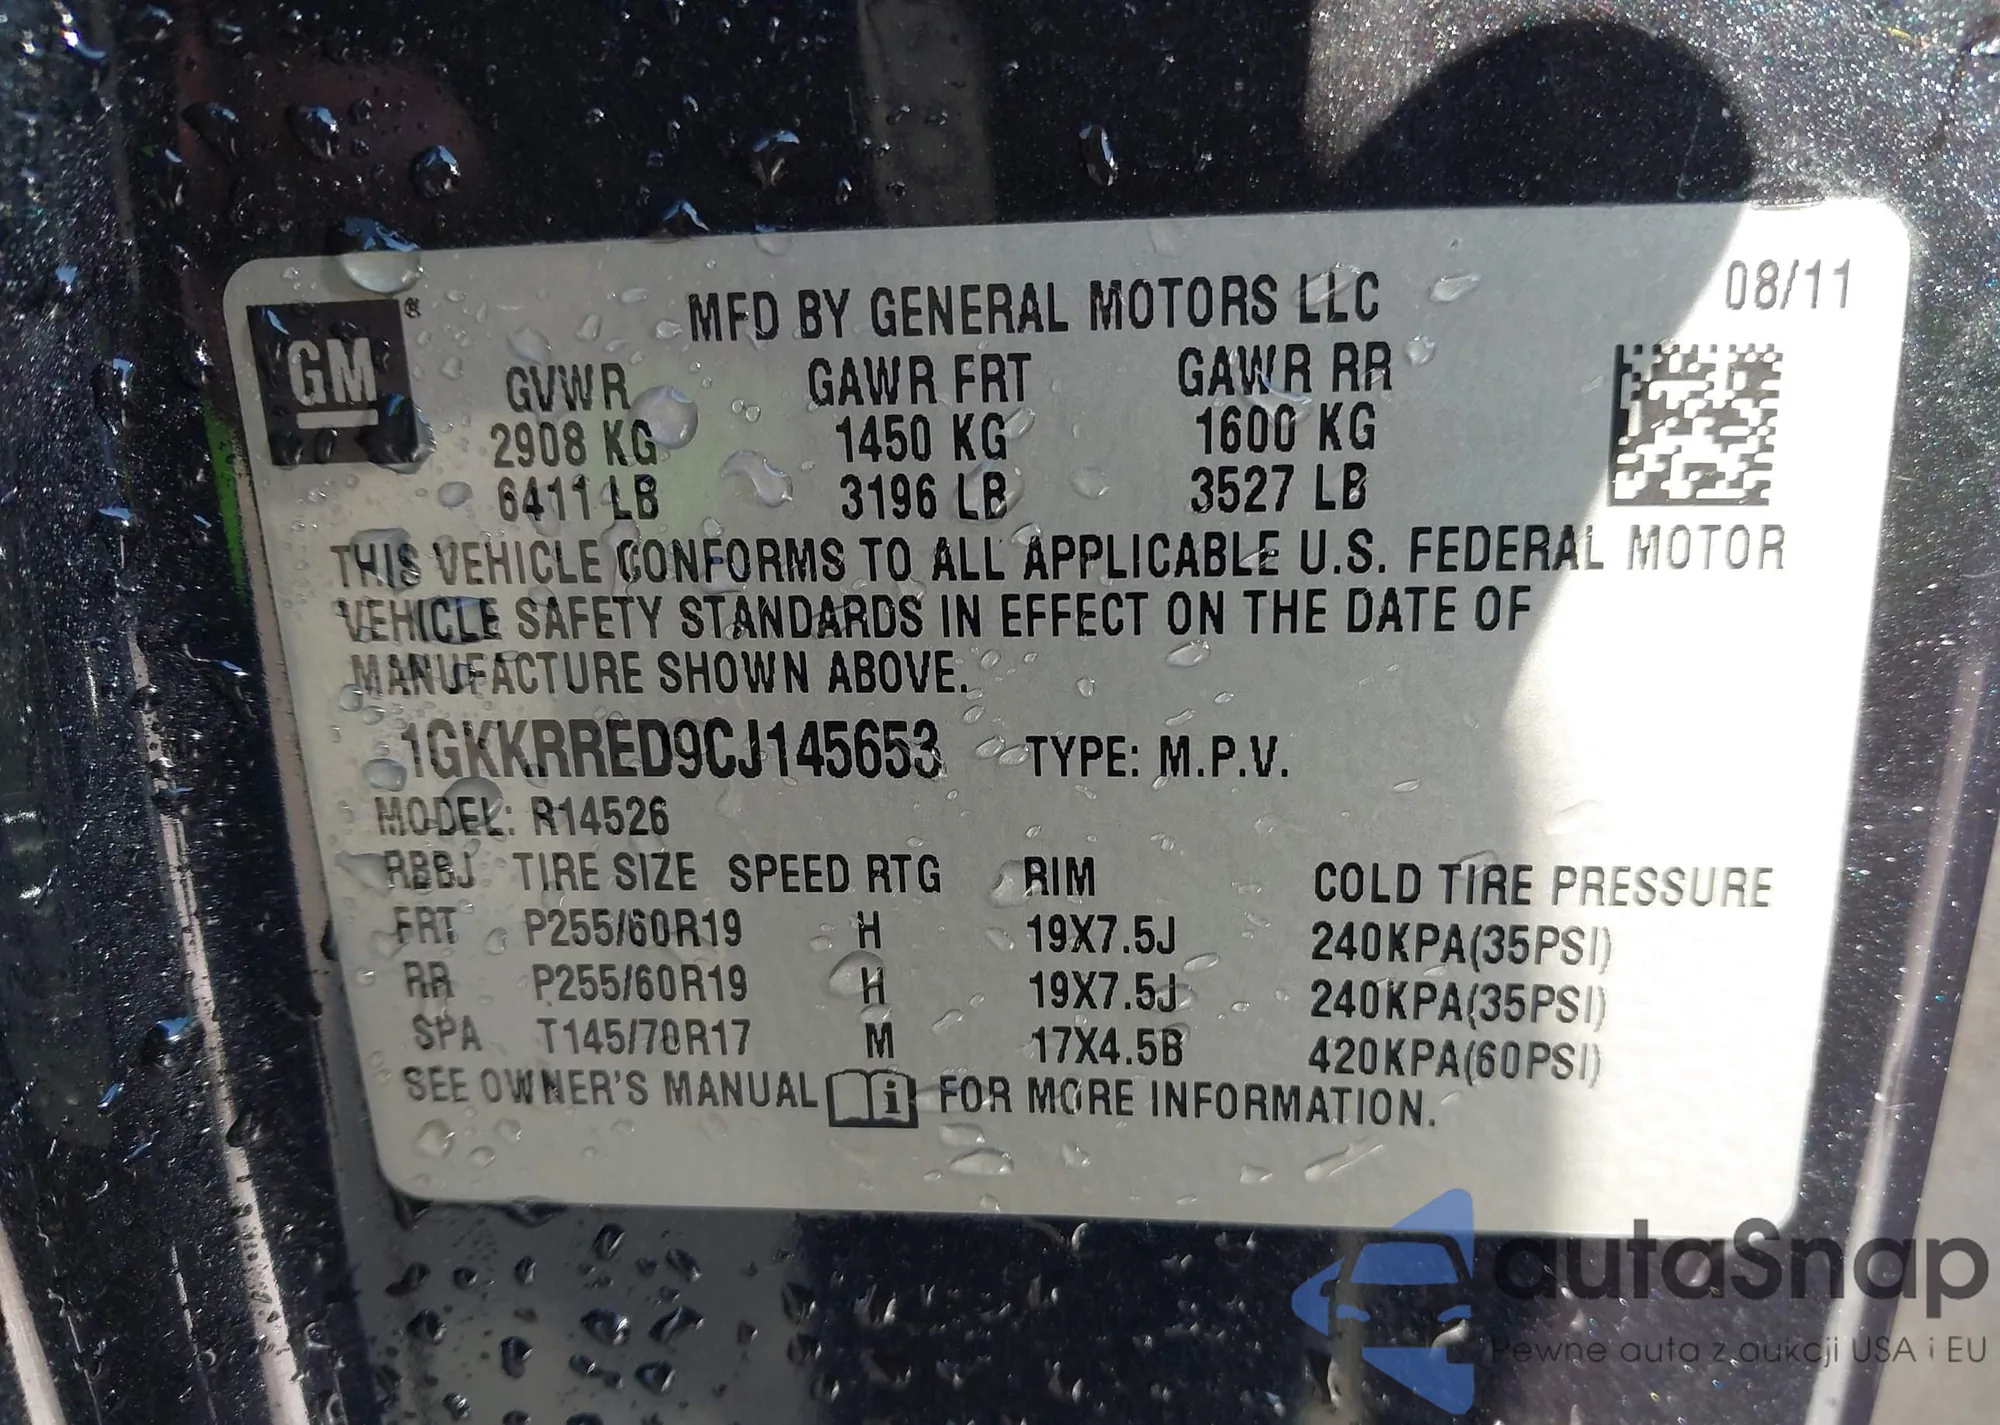 08/11
GM®
MFD BY GENERAL MOTORS LLC
GVWR GAWR FRT GAWR RR
2908 KG 1450 KG 1600 KG
6411 LB 3196 LB 3527 LB
THIS VEHICLE CONFORMS TO ALL APPLICABLE U.S. FEDERAL MOTOR
VEHICLE SAFETY STANDARDS IN EFFECT ON THE DATE OF
MANUFACTURE SHOWN ABOVE.
1GKKRRED9CJ145653 TYPE: M.P.V.
MODEL: R14526
RBBJ TIRE SIZE SPEED RTG RIM COLD TIRE PRESSURE
FRT P255/60R19 H 19X7.5J 240KPA(35PSI)
RR P255/60R19 H 19X7.5J 240KPA(35PSI)
SPA T145/70R17 M 17X4.5B 420KPA(60PSI)
SEE OWNER'S MANUAL i FOR MORE INFORMATION.
autaSnap
Pewne auta z aukcji USA i EU